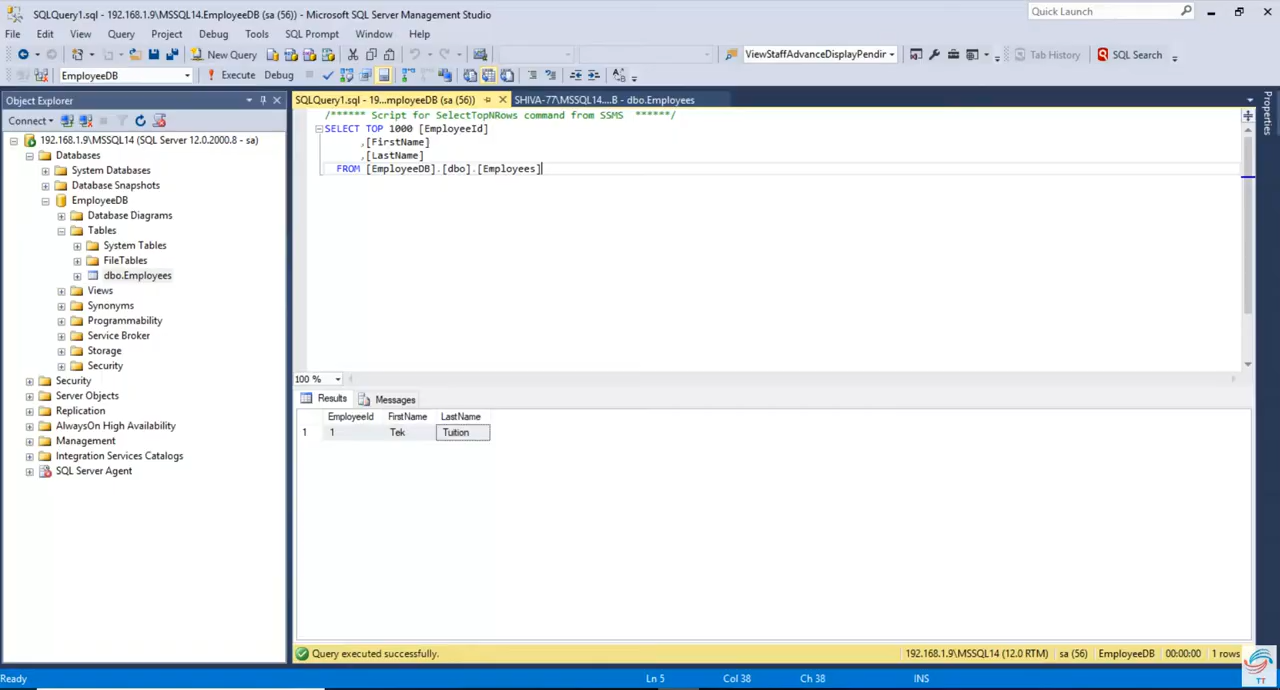 SQLQuery1.sql - 192.168.1.9\MSSQL14.EmployeeDB (sa (56)) - Microsoft SQL Server Management Studio
Quick Launch
File Edit View Query Project Debug Tools SQL Prompt Window Help
New Query
ViewStaffAdvanceDisplayPendir
Tab History
SQL Search
EmployeeDB
Execute Debug
Object Explorer
SQLQuery1.sql - 19...mployeeDB (sa (56))
SHIVA-77\MSSQL14....B - dbo.Employees
Properties
Connect
192.168.1.9\MSSQL14 (SQL Server 12.0.2000.8 - sa)
Databases
System Databases
Database Snapshots
EmployeeDB
Database Diagrams
Tables
System Tables
FileTables
dbo.Employees
Views
Synonyms
Programmability
Service Broker
Storage
Security
Security
Server Objects
Replication
AlwaysOn High Availability
Management
Integration Services Catalogs
SQL Server Agent
/****** Script for SelectTopNRows command from SSMS ******/
SELECT TOP 1000 [EmployeeId]
,[FirstName]
,[LastName]
FROM [EmployeeDB].[dbo].[Employees]
100 %
Results Messages
EmployeeId FirstName LastName
1 1 Tek Tuition
Query executed successfully.
192.168.1.9\MSSQL14 (12.0 RTM) sa (56) EmployeeDB 00:00:00 1 rows
Ready Ln 5 Col 38 Ch 38 INS
TT